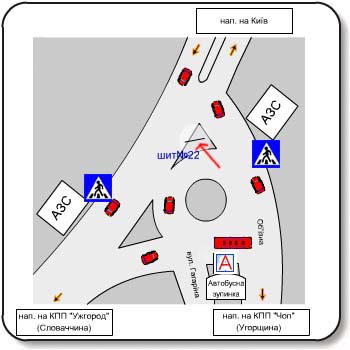 нап. на Київ
АЗС
шит№22
АЗС
Об'їзна
вул. Гагаріна
А
Автобусна
зупинка
нап. на КПП "Ужгород"
(Словаччина)
нап. на КПП "Чоп"
(Угорщина)